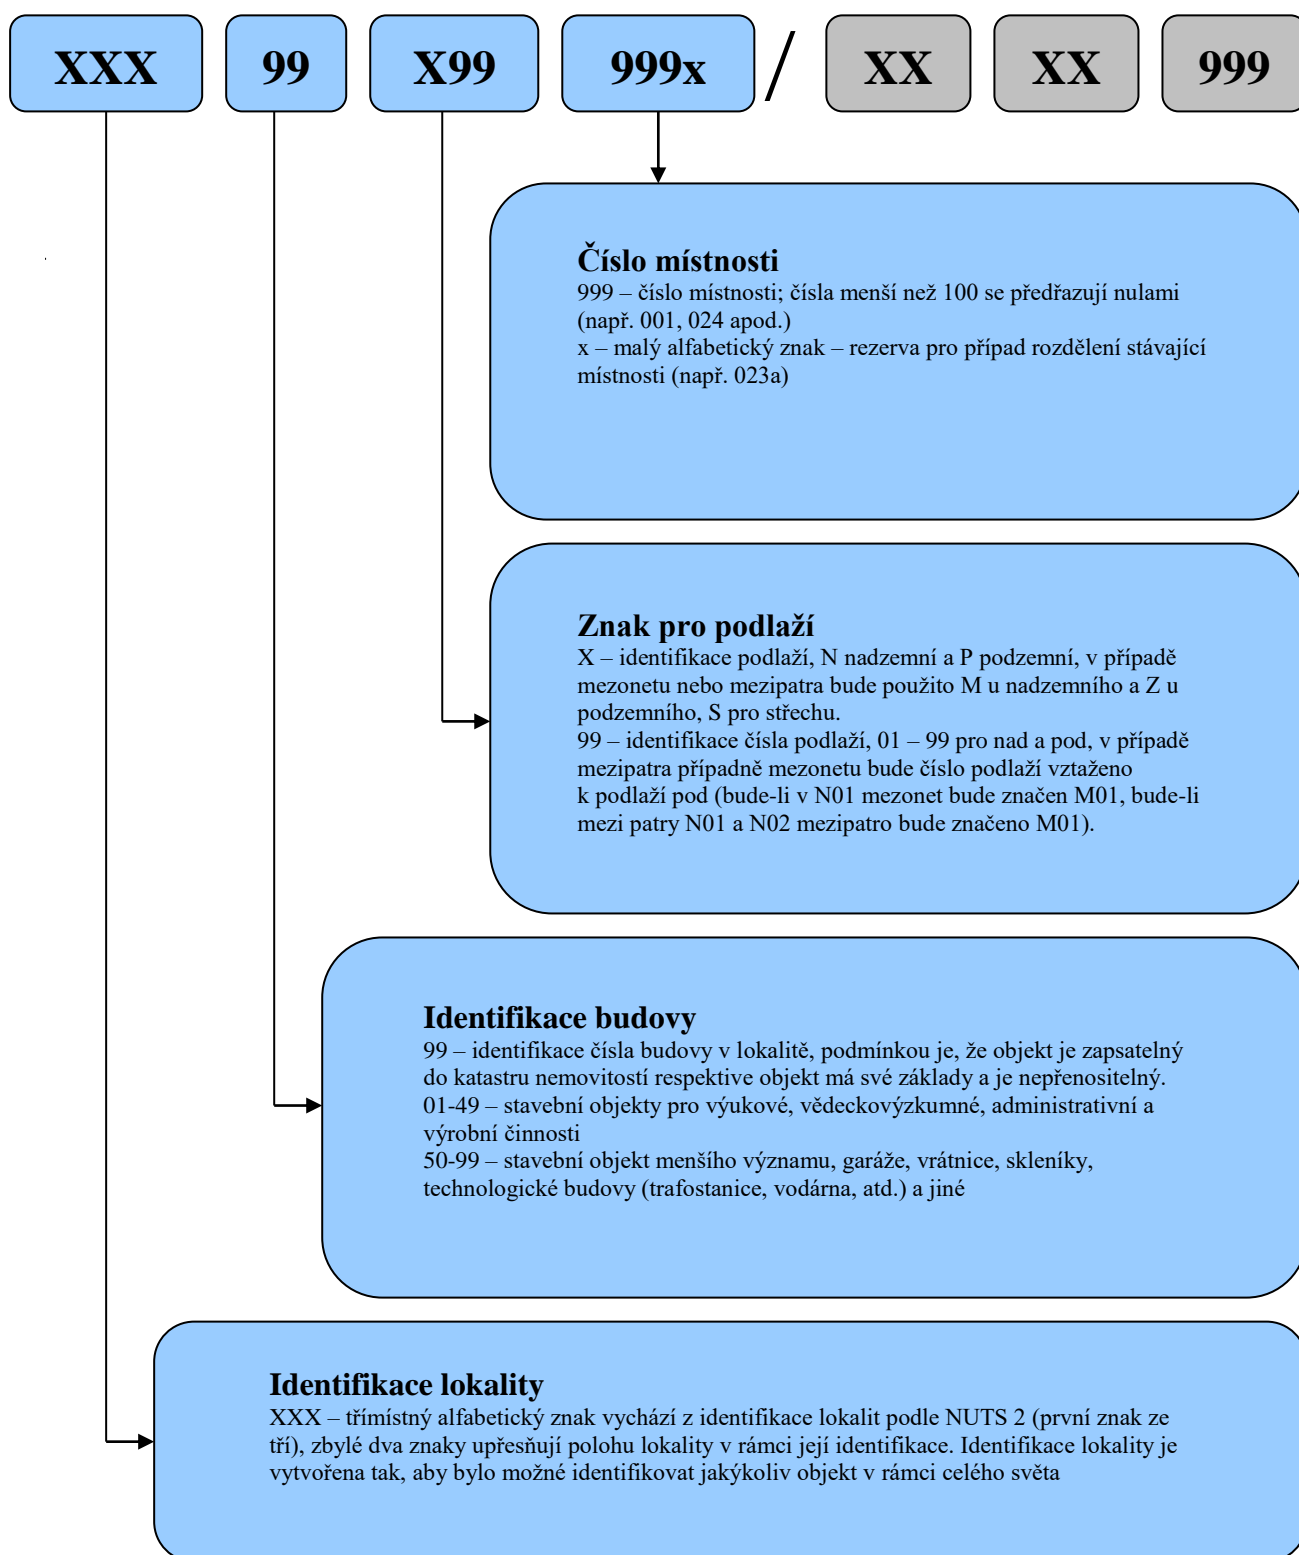 XXX 99 X99 999x / XX XX 999
Číslo místnosti
999 – číslo místnosti; čísla menší než 100 se předřazují nulami
(např. 001, 024 apod.)
x – malý alfabetický znak – rezerva pro případ rozdělení stávající
místnosti (např. 023a)
Znak pro podlaží
X – identifikace podlaží, N nadzemní a P podzemní, v případě
mezonetu nebo mezipatra bude použito M u nadzemního a Z u
podzemního, S pro střechu.
99 – identifikace čísla podlaží, 01 – 99 pro nad a pod, v případě
mezipatra případně mezonetu bude číslo podlaží vztaženo
k podlaží pod (bude-li v N01 mezonet bude značen M01, bude-li
mezi patry N01 a N02 mezipatro bude značeno M01).
Identifikace budovy
99 – identifikace čísla budovy v lokalitě, podmínkou je, že objekt je zapsatelný
do katastru nemovitostí respektive objekt má své základy a je nepřenositelný.
01-49 – stavební objekty pro výukové, vědeckovýzkumné, administrativní a
výrobní činnosti
50-99 – stavební objekt menšího významu, garáže, vrátnice, skleníky,
technologické budovy (trafostanice, vodárna, atd.) a jiné
Identifikace lokality
XXX – třímístný alfabetický znak vychází z identifikace lokalit podle NUTS 2 (první znak ze
tří), zbylé dva znaky upřesňují polohu lokality v rámci její identifikace. Identifikace lokality je
vytvořena tak, aby bylo možné identifikovat jakýkoliv objekt v rámci celého světa